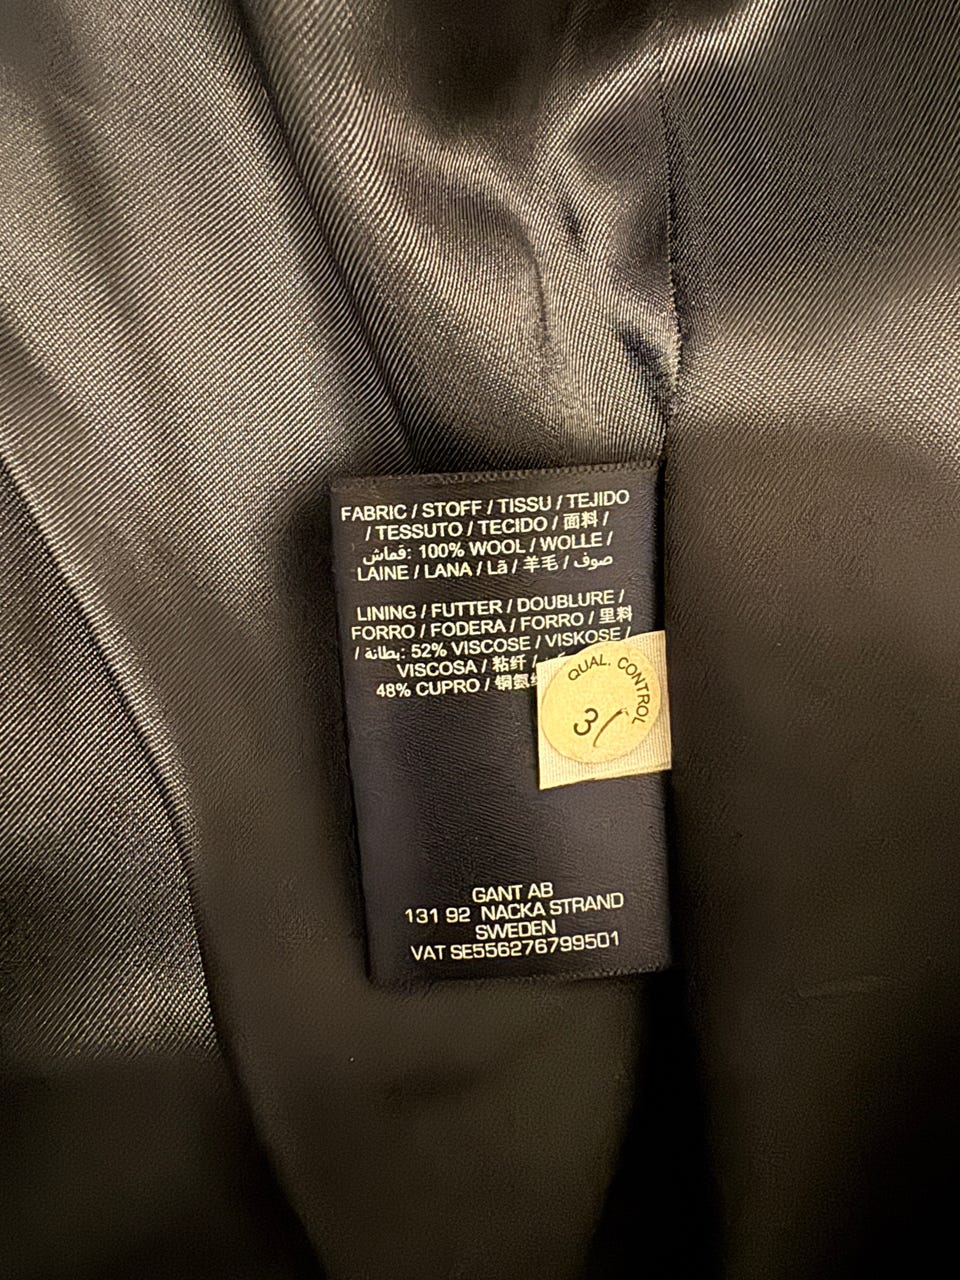 FABRIC / STOFF / TISSU / TEJIDO
/ TESSUTO / TECIDO / 面料 /
قماش: 100% WOOL / WOLLE /
LAINE / LANA / Lã / 羊毛 / صوف
LINING / FUTTER / DOUBLURE /
FORRO / FODERA / FORRO / 里料
/ بطانة: 52% VISCOSE / VISKOSE /
VISCOSA / 粘纤 /
48% CUPRO / 铜氨
QUAL. CONTROL
3/
GANT AB
131 92 NACKA STRAND
SWEDEN
VAT SE556276799501